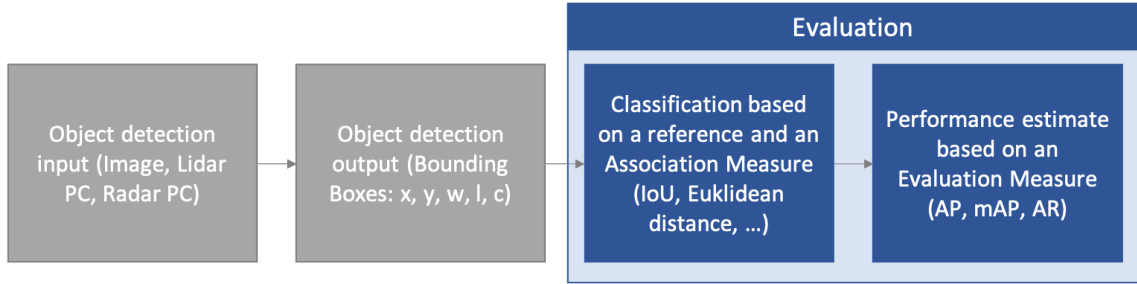 Evaluation
Object detection
input (Image, Lidar
PC, Radar PC)
Object detection
output (Bounding
Boxes: x, y, w, l, c)
Classification based
on a reference and an
Association Measure
(IoU, Euklidean
distance, ...)
Performance estimate
based on an
Evaluation Measure
(AP, mAP, AR)